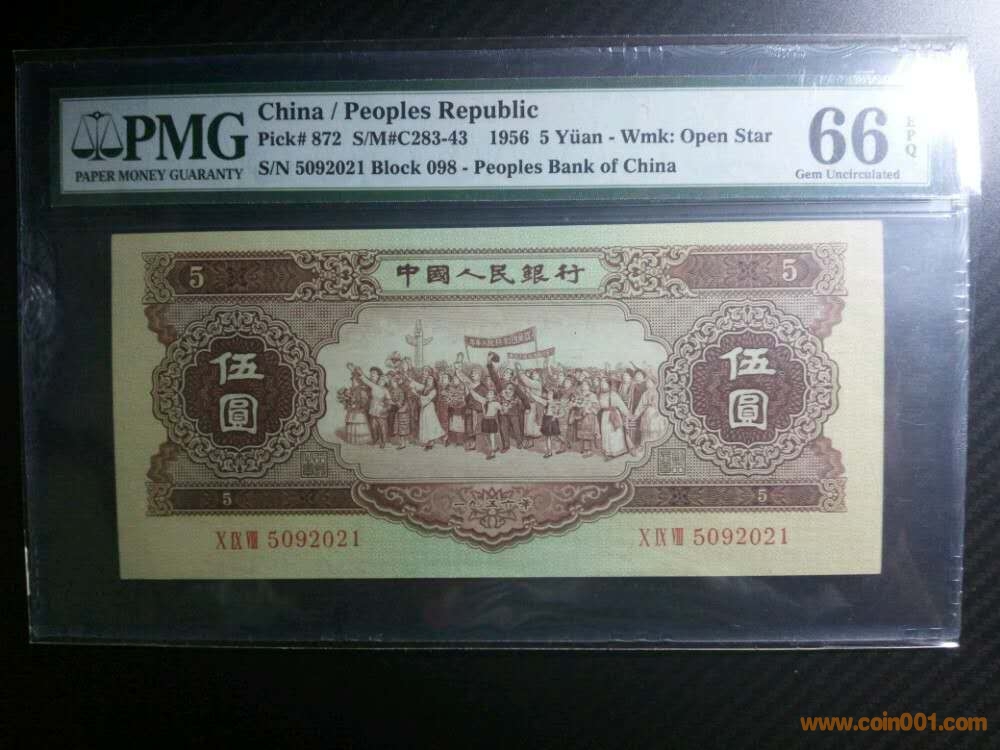 PMG
PAPER MONEY GUARANTY
China / Peoples Republic
Pick# 872 S/M#C283-43 1956 5 Yüan - Wmk: Open Star
S/N 5092021 Block 098 - Peoples Bank of China
66 EPQ
Gem Uncirculated
5 中國人民銀行 5
伍圓 伍圓
5 5
X IX VIII 5092021 X IX VIII 5092021
www.coin001.com